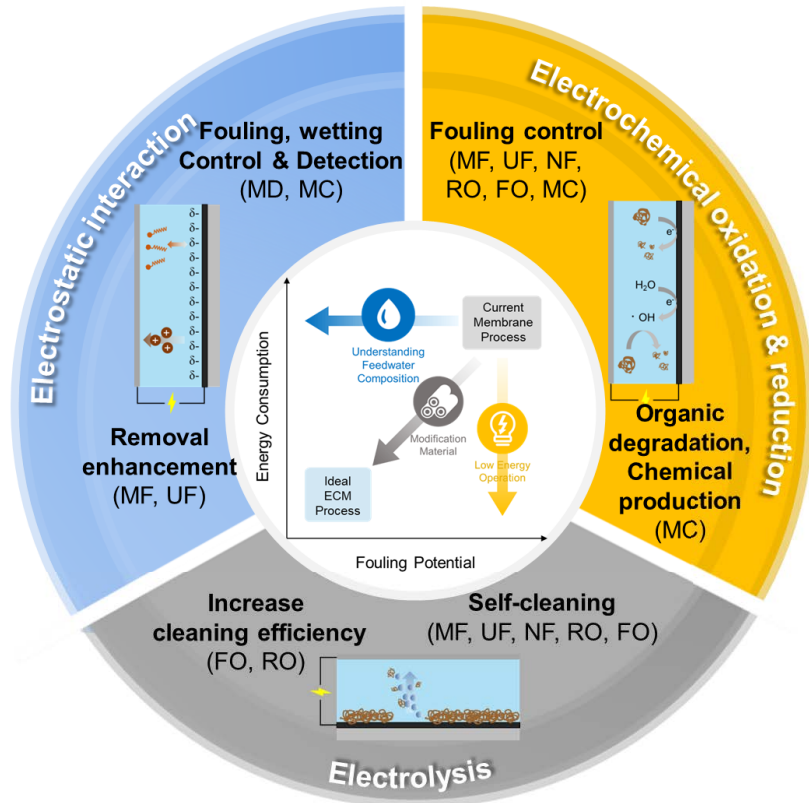 Electrostatic interaction
Fouling, wetting
Control & Detection
(MD, MC)
δ-
δ-
δ-
δ-
δ-
δ-
δ-
δ-
δ-
δ-
δ-
δ-
+
+
+
Removal
enhancement
(MF, UF)
Electrochemical oxidation & reduction
Fouling control
(MF, UF, NF,
RO, FO, MC)
e-
H2O
e-
· OH
Organic
degradation,
Chemical
production
(MC)
Energy Consumption
Current
Membrane
Process
Understanding
Feedwater
Composition
Modification
Material
Low Energy
Operation
Ideal
ECM
Process
Fouling Potential
Increase
cleaning efficiency
(FO, RO)
Self-cleaning
(MF, UF, NF, RO, FO)
Electrolysis